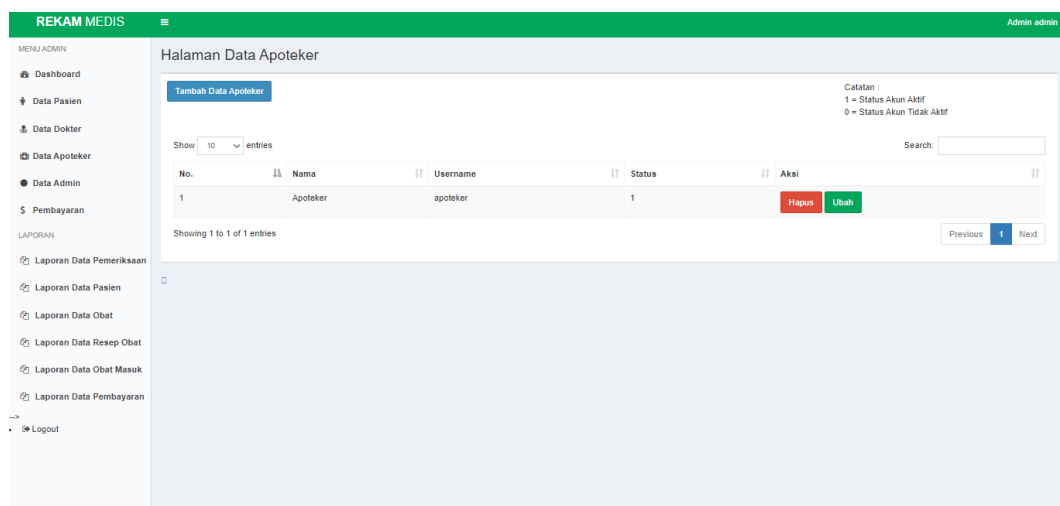 REKAM MEDIS
Admin admin
MENU ADMIN
Dashboard
Data Pasien
Data Dokter
Data Apoteker
Data Admin
$ Pembayaran
LAPORAN
Laporan Data Pemeriksaan
Laporan Data Pasien
Laporan Data Obat
Laporan Data Resep Obat
Laporan Data Obat Masuk
Laporan Data Pembayaran
-->
Logout
Halaman Data Apoteker
Tambah Data Apoteker
Catatan :
1 = Status Akun Aktif
0 = Status Akun Tidak Aktif
Show 10 entries
Search:
No. Nama Username Status Aksi
1 Apoteker apoteker 1 Hapus Ubah
Showing 1 to 1 of 1 entries
Previous 1 Next